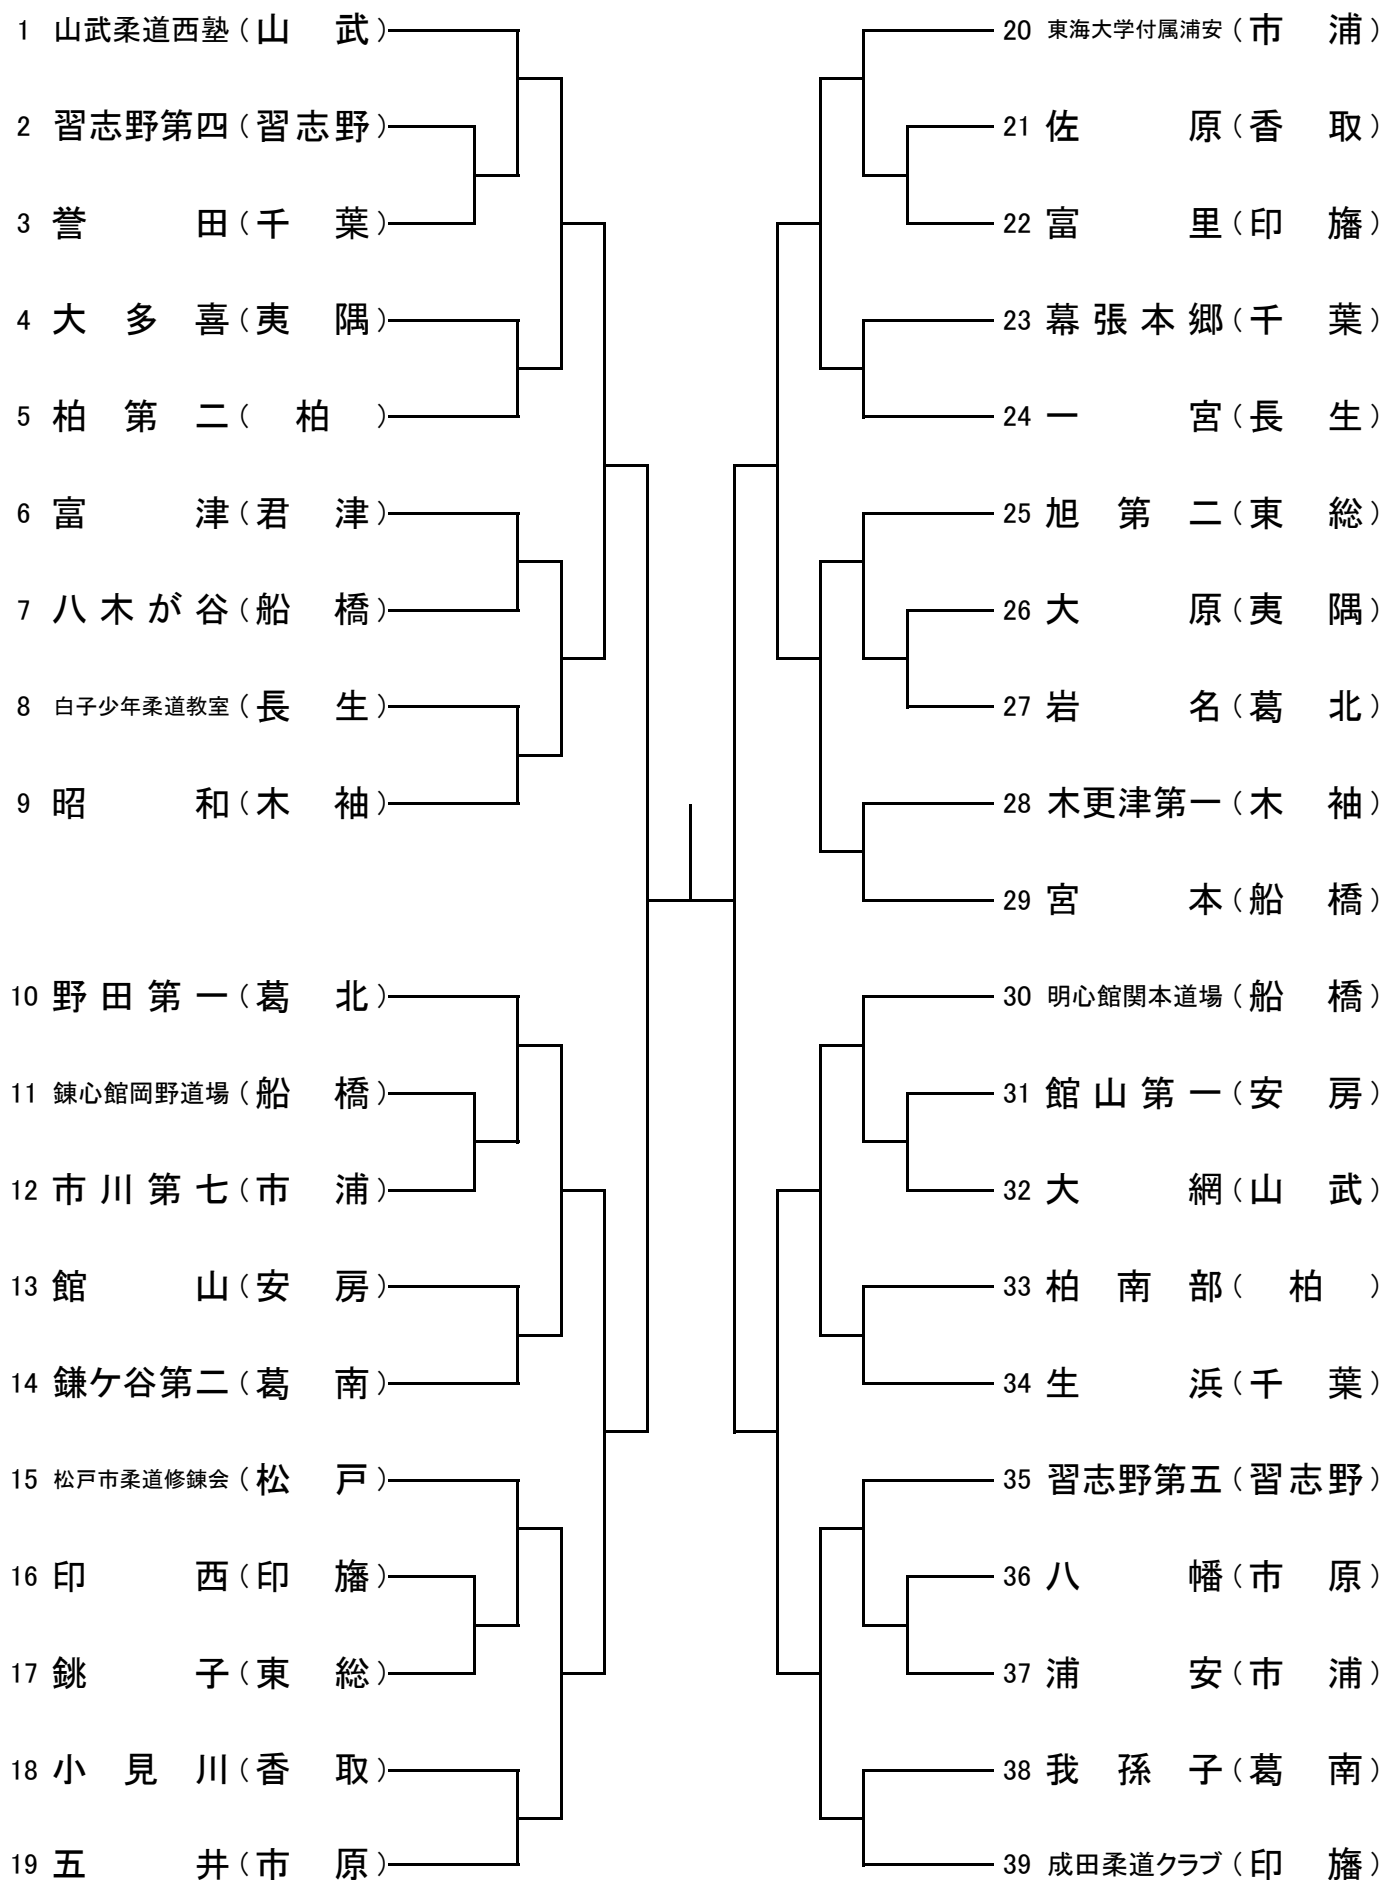 1 山武柔道西塾（山 武）
2 習志野第四（習志野）
3 誉 田（千 葉）
4 大 多 喜（夷 隅）
5 柏 第 二（ 柏 ）
6 富 津（君 津）
7 八 木 が 谷（船 橋）
8 白子少年柔道教室（長 生）
9 昭 和（木 袖）
10 野 田 第 一（葛 北）
11 錬心館岡野道場（船 橋）
12 市 川 第 七（市 浦）
13 館 山（安 房）
14 鎌ケ谷第二（葛 南）
15 松戸市柔道修錬会（松 戸）
16 印 西（印 旛）
17 銚 子（東 総）
18 小 見 川（香 取）
19 五 井（市 原）
20 東海大学付属浦安（市 浦）
21 佐 原（香 取）
22 富 里（印 旛）
23 幕 張 本 郷（千 葉）
24 一 宮（長 生）
25 旭 第 二（東 総）
26 大 原（夷 隅）
27 岩 名（葛 北）
28 木更津第一（木 袖）
29 宮 本（船 橋）
30 明心館関本道場（船 橋）
31 館 山 第 一（安 房）
32 大 網（山 武）
33 柏 南 部（ 柏 ）
34 生 浜（千 葉）
35 習志野第五（習志野）
36 八 幡（市 原）
37 浦 安（市 浦）
38 我 孫 子（葛 南）
39 成田柔道クラブ（印 旛）